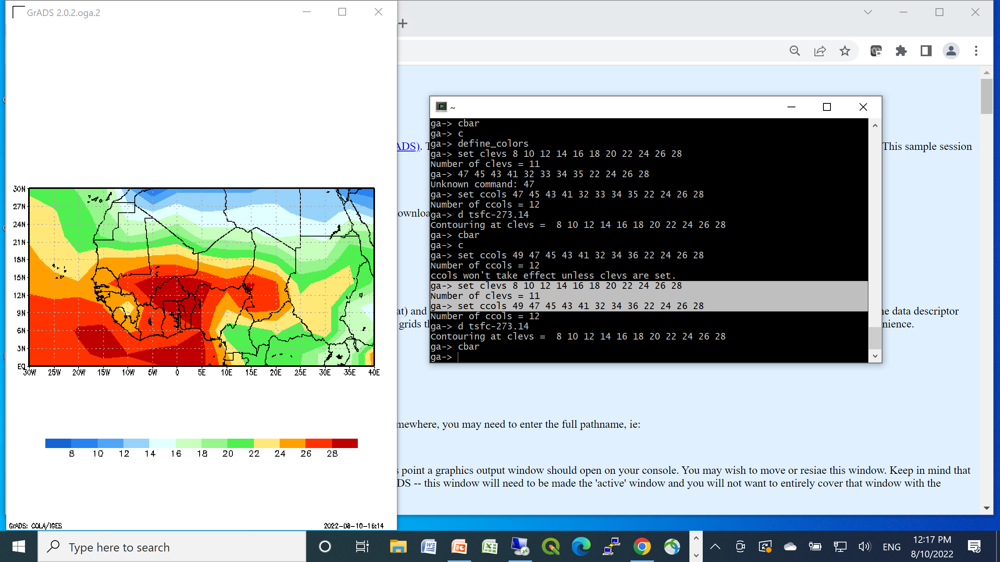 GrADS 2.0.2.oga.2
30N
27N
24N
21N
18N
15N
12N
9N
6N
3N
EQ
30W 25W 20W 15W 10W 5W 0 5E 10E 15E 20E 25E 30E 35E 40E
8 10 12 14 16 18 20 22 24 26 28
GrADS: COLA/IGES
2022-08-10-16:14
ADS). T
This sample session
ownloa
at) and
e data descriptor
grids th
nience.
mewhere, you may need to enter the full pathname, ie:
s point a graphics output window should open on your console. You may wish to move or resiae this window. Keep in mind that
DS -- this window will need to be made the 'active' window and you will not want to entirely cover that window with the
~
ga-> cbar
ga-> c
ga-> define_colors
ga-> set clevs 8 10 12 14 16 18 20 22 24 26 28
Number of clevs = 11
ga-> 47 45 43 41 32 33 34 35 22 24 26 28
Unknown command: 47
ga-> set ccols 47 45 43 41 32 33 34 35 22 24 26 28
Number of ccols = 12
ga-> d tsfc-273.14
Contouring at clevs =  8 10 12 14 16 18 20 22 24 26 28
ga-> cbar
ga-> c
ga-> set ccols 49 47 45 43 41 32 34 36 22 24 26 28
Number of ccols = 12
ccols won't take effect unless clevs are set.
ga-> set clevs 8 10 12 14 16 18 20 22 24 26 28
Number of clevs = 11
ga-> set ccols 49 47 45 43 41 32 34 36 22 24 26 28
Number of ccols = 12
ga-> d tsfc-273.14
Contouring at clevs =  8 10 12 14 16 18 20 22 24 26 28
ga-> cbar
ga->
Type here to search
ENG
12:17 PM
8/10/2022